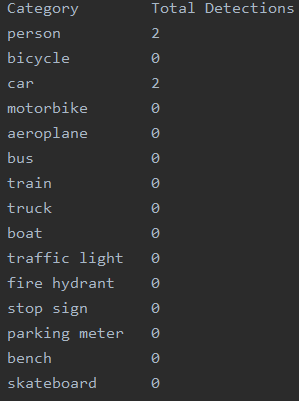 Category Total Detections
person 2
bicycle 0
car 2
motorbike 0
aeroplane 0
bus 0
train 0
truck 0
boat 0
traffic light 0
fire hydrant 0
stop sign 0
parking meter 0
bench 0
skateboard 0